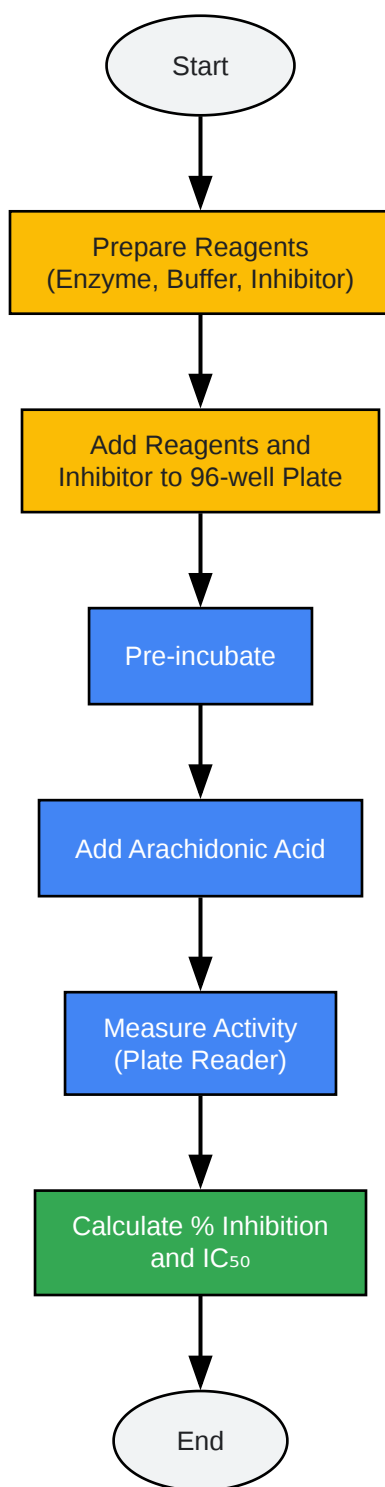 Start
Prepare Reagents
(Enzyme, Buffer, Inhibitor)
Add Reagents and
Inhibitor to 96-well Plate
Pre-incubate
Add Arachidonic Acid
Measure Activity
(Plate Reader)
Calculate % Inhibition
and IC₅₀
End